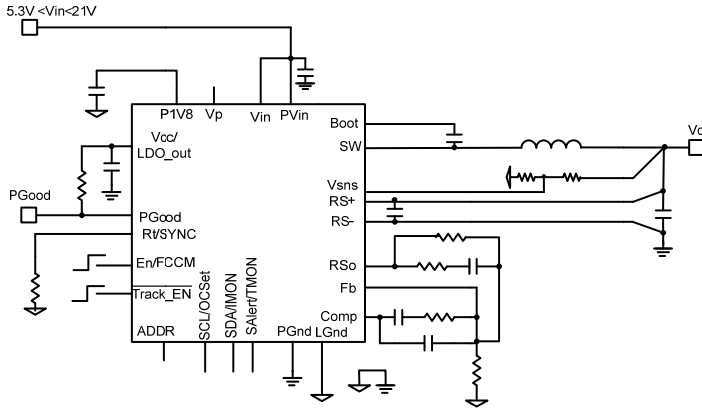 5.3V <Vin<21V
P1V8
Vp
Vin
PVin
Boot
Vcc/
LDO_out
SW
Vo
Vsns
RS+
RS-
PGood
PGood
Rt/SYNC
En/FCCM
Track_EN
RSo
Fb
Comp
ADDR
SCL/OCSet
SDA/IMON
SAlert/TMON
PGnd
LGnd